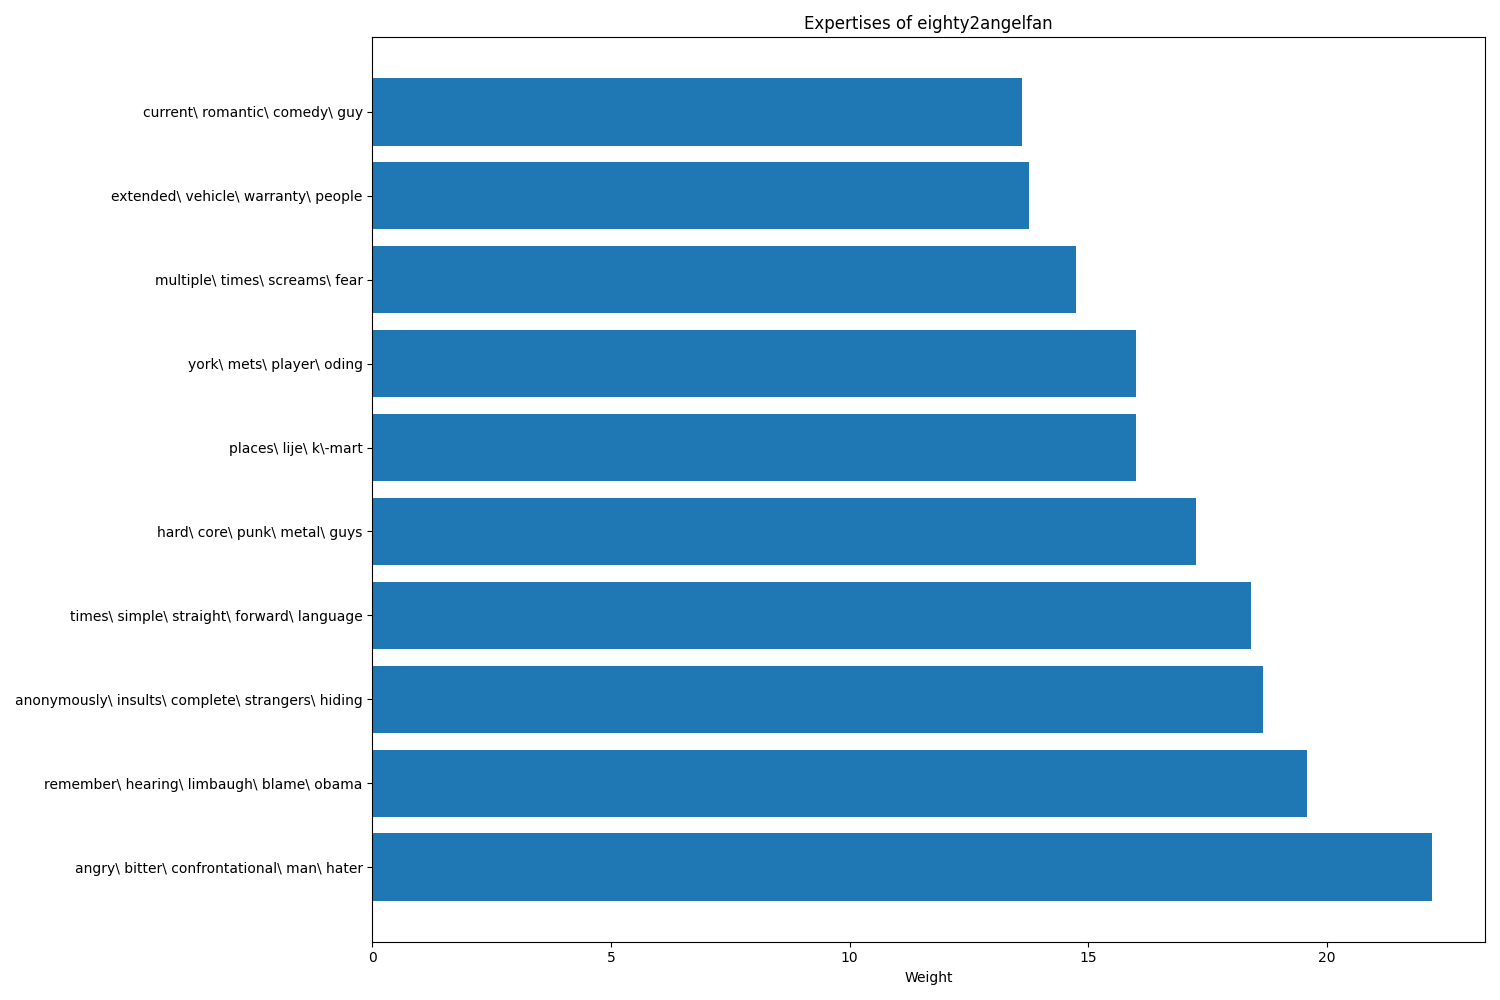 Expertises of eighty2angelfan
current\ romantic\ comedy\ guy
extended\ vehicle\ warranty\ people
multiple\ times\ screams\ fear
york\ mets\ player\ oding
places\ lije\ k\-mart
hard\ core\ punk\ metal\ guys
times\ simple\ straight\ forward\ language
anonymously\ insults\ complete\ strangers\ hiding
remember\ hearing\ limbaugh\ blame\ obama
angry\ bitter\ confrontational\ man\ hater
0 5 10 15 20
Weight